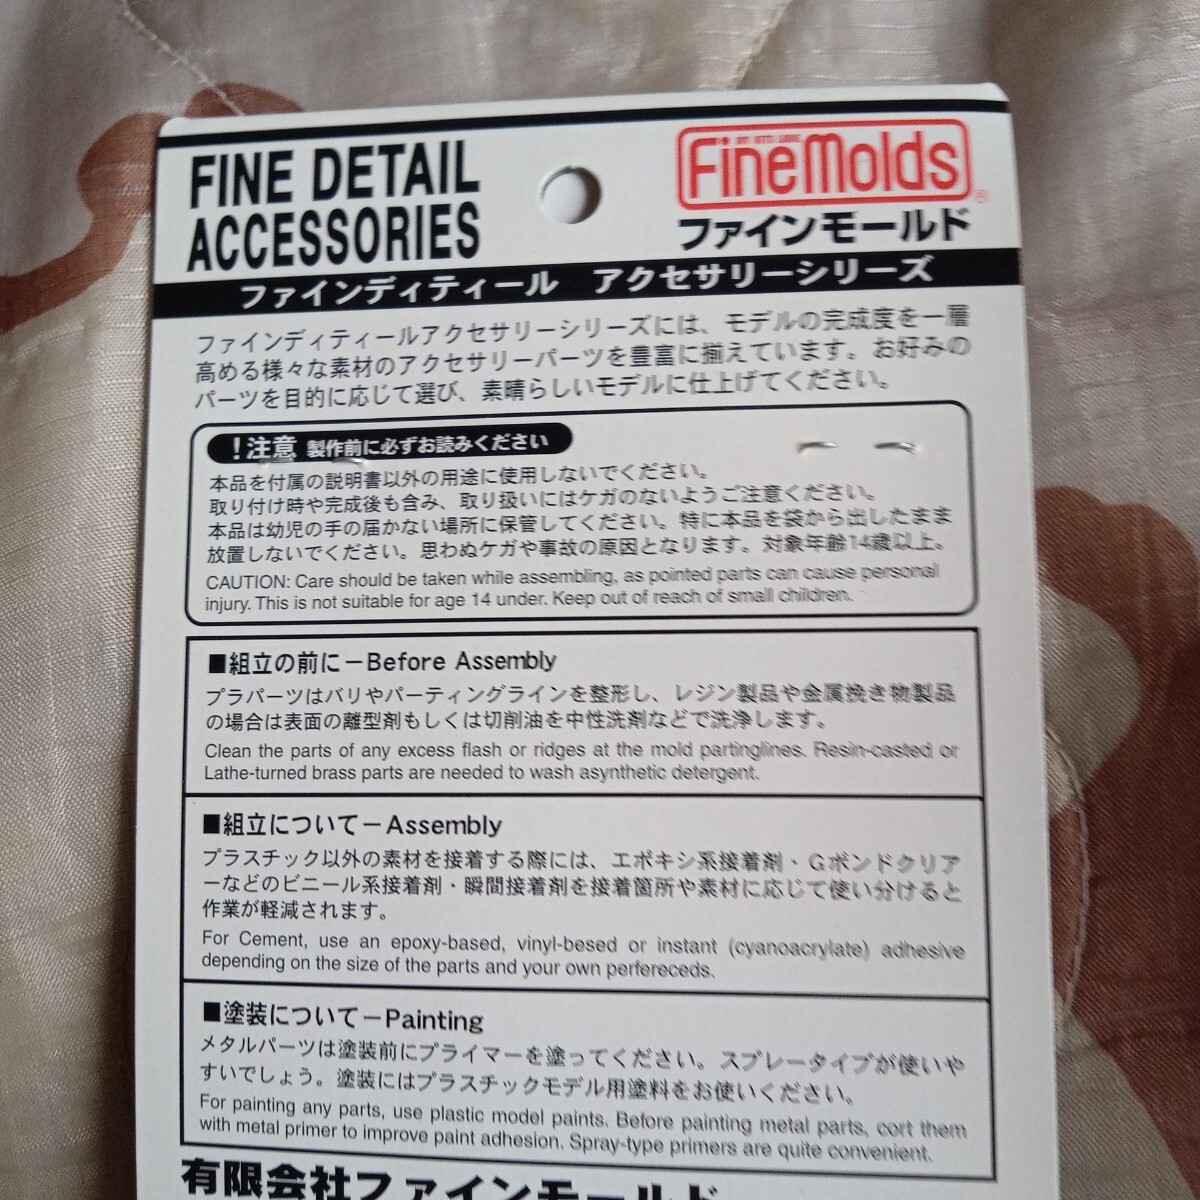 FINE DETAIL
ACCESSORIES
FineMolds®
ファインモールド
ファインディティール アクセサリーシリーズ
ファインディティールアクセサリーシリーズには、モデルの完成度を一層
高める様々な素材のアクセサリーパーツを豊富に揃えています。お好みの
パーツを目的に応じて選び、素晴らしいモデルに仕上げてください。
!注意 製作前に必ずお読みください
本品を付属の説明書以外の用途に使用しないでください。
取り付け時や完成後も含み、取り扱いにはケガのないようご注意ください。
本品は幼児の手の届かない場所に保管してください。特に本品を袋から出したまま
放置しないでください。思わぬケガや事故の原因となります。対象年齢14歳以上。
CAUTION: Care should be taken while assembling, as pointed parts can cause personal
injury. This is not suitable for age 14 under. Keep out of reach of small children.
■組立の前に－Before Assembly
プラパーツはバリやパーティングラインを整形し、レジン製品や金属挽き物製品
の場合は表面の離型剤もしくは切削油を中性洗剤などで洗浄します。
Clean the parts of any excess flash or ridges at the mold partinglines. Resin-casted or
Lathe-turned brass parts are needed to wash asynthetic detergent.
■組立について－Assembly
プラスチック以外の素材を接着する際には、エポキシ系接着剤・Gボンドクリア
ーなどのビニール系接着剤・瞬間接着剤を接着箇所や素材に応じて使い分けると
作業が軽減されます。
For Cement, use an epoxy-based, vinyl-besed or instant (cyanoacrylate) adhesive
depending on the size of the parts and your own perfereceds.
■塗装について－Painting
メタルパーツは塗装前にプライマーを塗ってください。スプレータイプが使いや
すいでしょう。塗装にはプラスチックモデル用塗料をお使いください。
For painting any parts, use plastic model paints. Before painting metal parts, cort them
with metal primer to improve paint adhesion. Spray-type primers are quite convenient.
有限会社ファインモールド